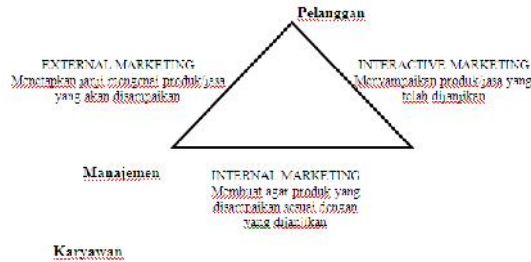 Pelanggan
EXTERNAL MARKETING
Menetapkan janji mengenai produk/jasa
yang akan disampaikan
INTERACTIVE MARKETING
Menyampaikan produk/jasa yang
telah dijanjikan
Manajemen
INTERNAL MARKETING
Membuat agar produk yang
disampaikan sesuai dengan
yang dijanjikan
Karyawan